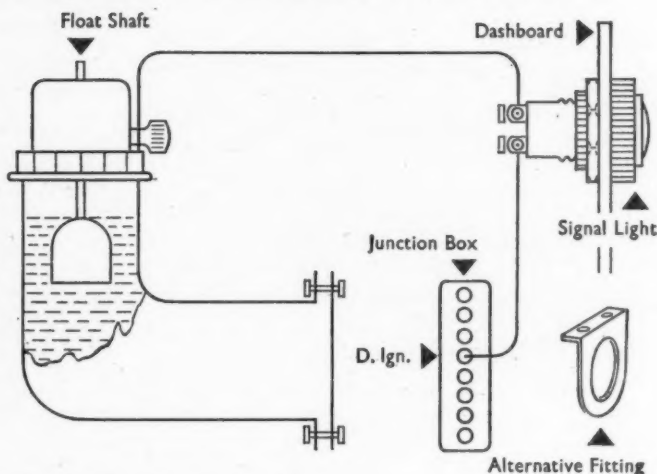 Float Shaft
Dashboard
Signal Light
Junction Box
D. Ign.
Alternative Fitting